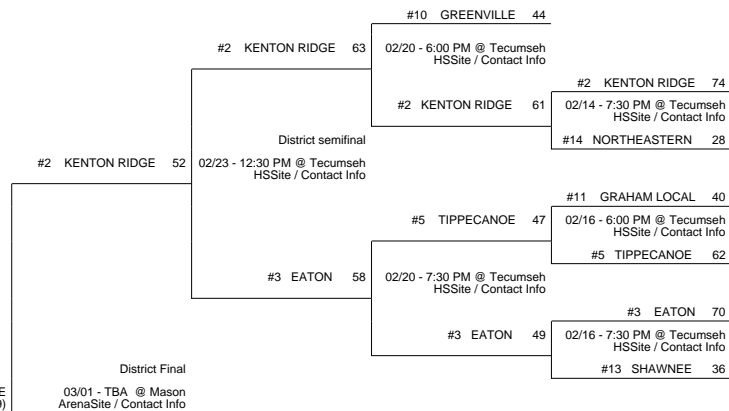 #10 GREENVILLE 44
#2 KENTON RIDGE 63
02/20 - 6:00 PM @ Tecumseh
HSSite / Contact Info
#2 KENTON RIDGE 74
#2 KENTON RIDGE 61
02/14 - 7:30 PM @ Tecumseh
HSSite / Contact Info
District semifinal
#14 NORTHEASTERN 28
#2 KENTON RIDGE 52
02/23 - 12:30 PM @ Tecumseh
HSSite / Contact Info
#11 GRAHAM LOCAL 40
#5 TIPPECANOE 47
02/16 - 6:00 PM @ Tecumseh
HSSite / Contact Info
#5 TIPPECANOE 62
#3 EATON 58
02/20 - 7:30 PM @ Tecumseh
HSSite / Contact Info
#3 EATON 70
#3 EATON 49
02/16 - 7:30 PM @ Tecumseh
HSSite / Contact Info
District Final
#13 SHAWNEE 36
03/01 - TBA @ Mason
ArenaSite / Contact Info